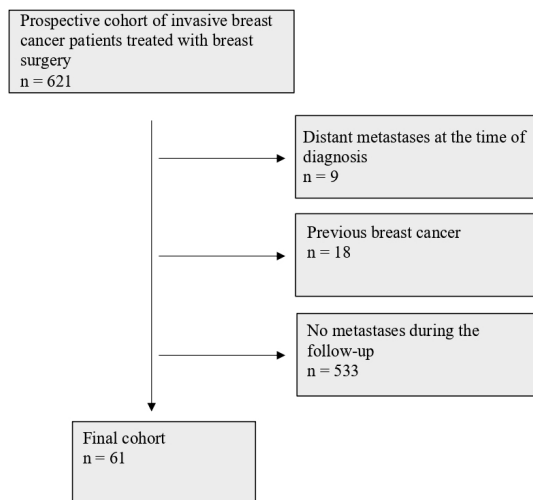 Prospective cohort of invasive breast
cancer patients treated with breast
surgery
n = 621
Distant metastases at the time of
diagnosis
n = 9
Previous breast cancer
n = 18
No metastases during the
follow-up
n = 533
Final cohort
n = 61